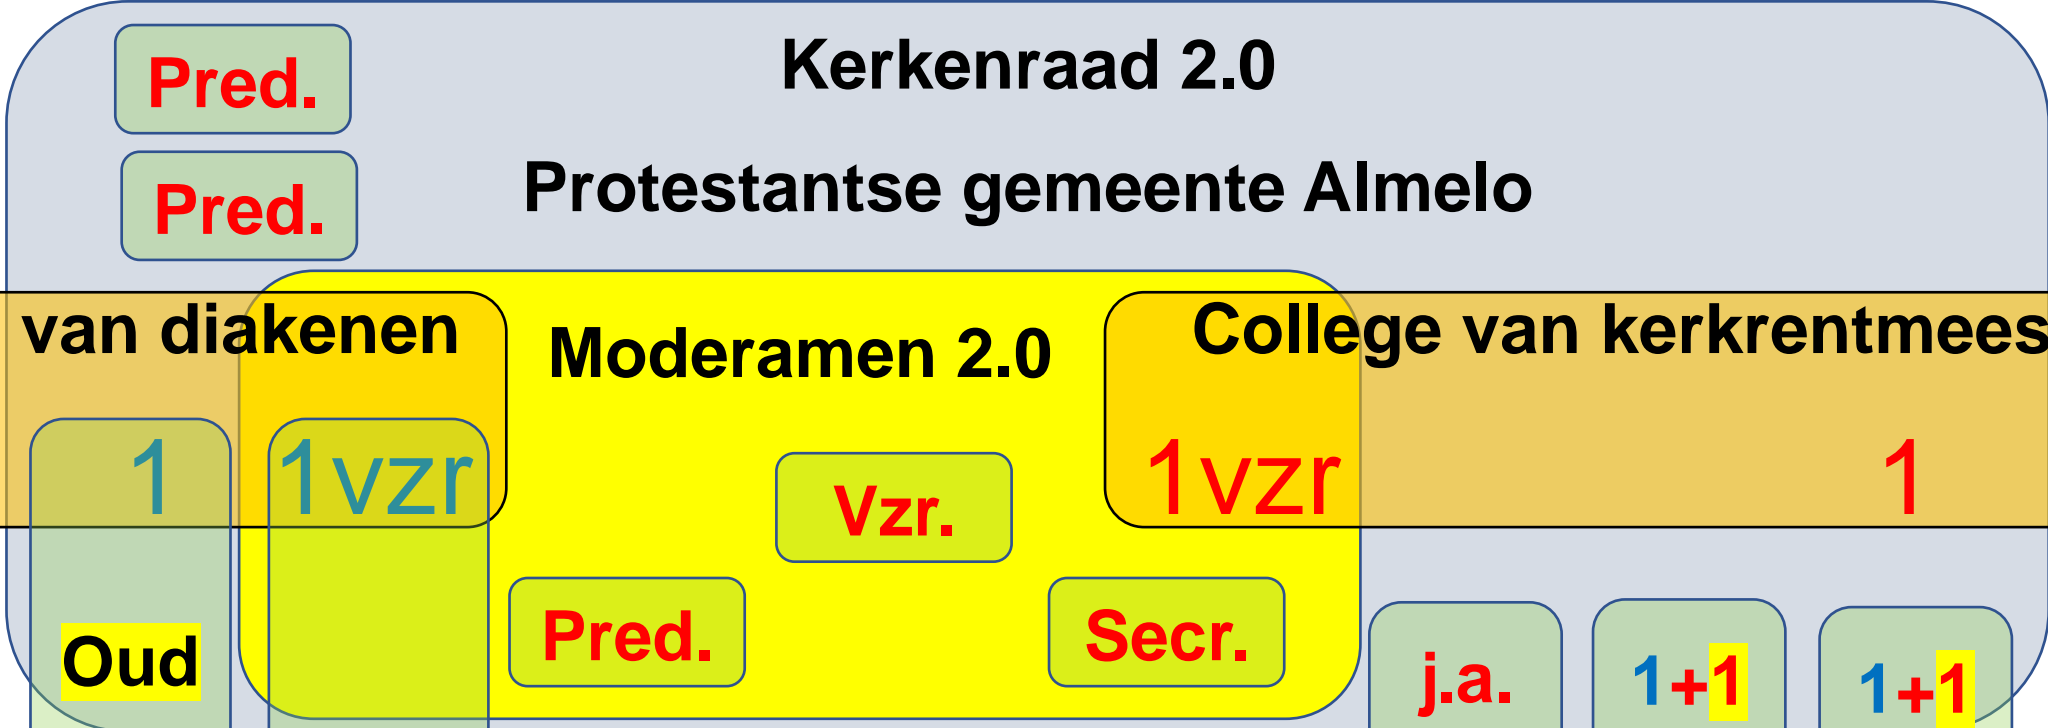 Pred.
Kerkenraad 2.0
Pred.
Protestantse gemeente Almelo
van diakenen
Moderamen 2.0
College van kerkrentmees
1
1vzr
Vzr.
1vzr
1
Oud
Pred.
Secr.
j.a.
1+1
1+1